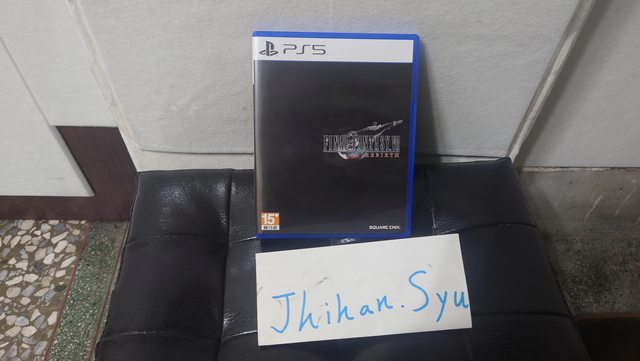 PS5
FINAL FANTASY VII
REBIRTH
15+
SQUARE ENIX
Jhihan.Syu